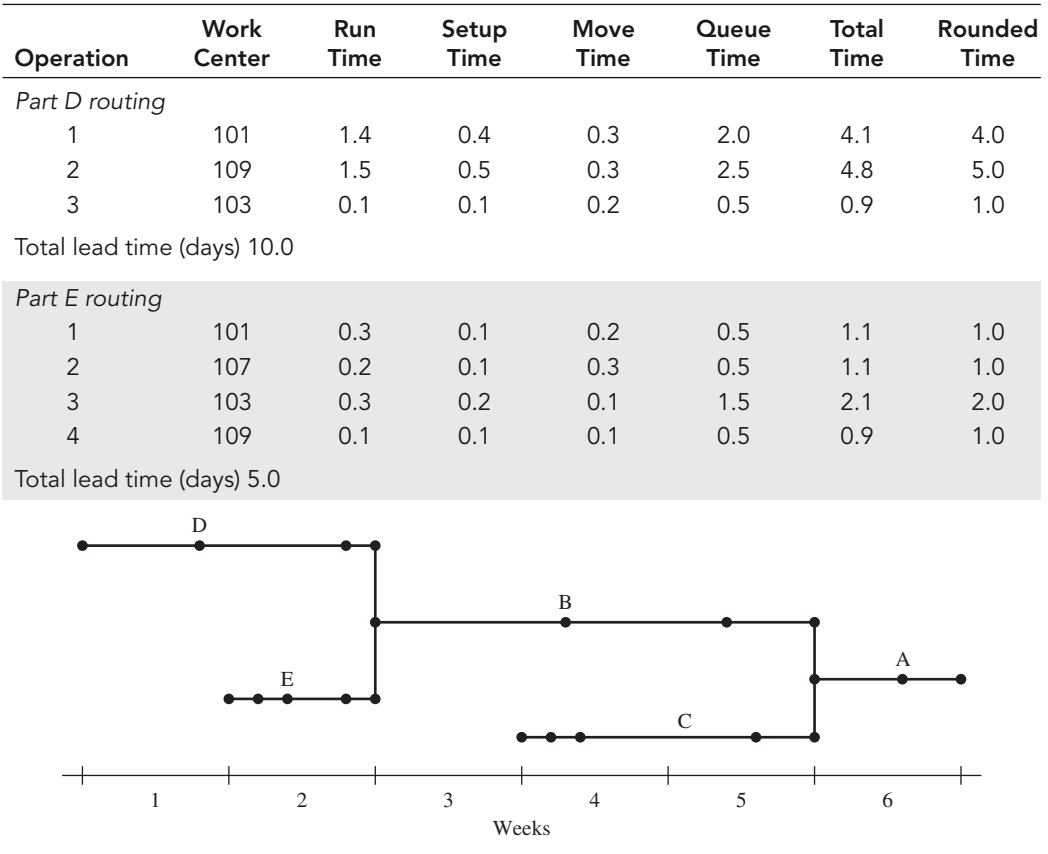 Operation Work Center Run Time Setup Time Move Time Queue Time Total Time Rounded Time
Part D routing
1 101 1.4 0.4 0.3 2.0 4.1 4.0
2 109 1.5 0.5 0.3 2.5 4.8 5.0
3 103 0.1 0.1 0.2 0.5 0.9 1.0
Total lead time (days) 10.0
Part E routing
1 101 0.3 0.1 0.2 0.5 1.1 1.0
2 107 0.2 0.1 0.3 0.5 1.1 1.0
3 103 0.3 0.2 0.1 1.5 2.1 2.0
4 109 0.1 0.1 0.1 0.5 0.9 1.0
Total lead time (days) 5.0
D
B
A
E
C
1 2 3 4 5 6
Weeks